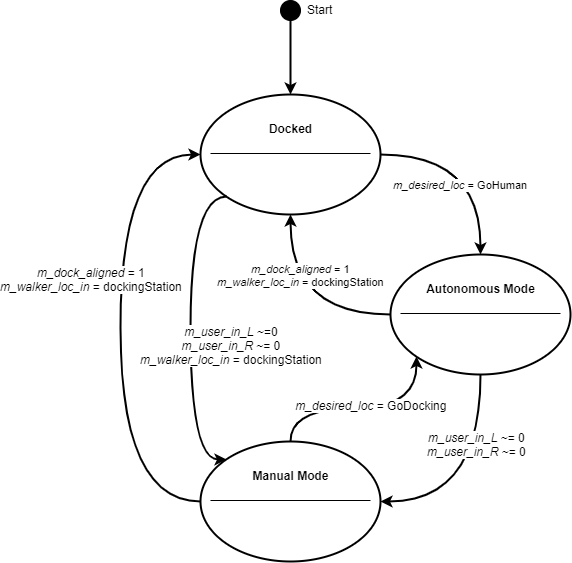 Start
Docked
m_desired_loc = GoHuman
m_dock_aligned = 1
m_walker_loc_in = dockingStation
m_dock_aligned = 1
m_walker_loc_in = dockingStation
Autonomous Mode
m_user_in_L ~=0
m_user_in_R ~= 0
m_walker_loc_in = dockingStation
m_desired_loc = GoDocking
m_user_in_L ~= 0
m_user_in_R ~= 0
Manual Mode